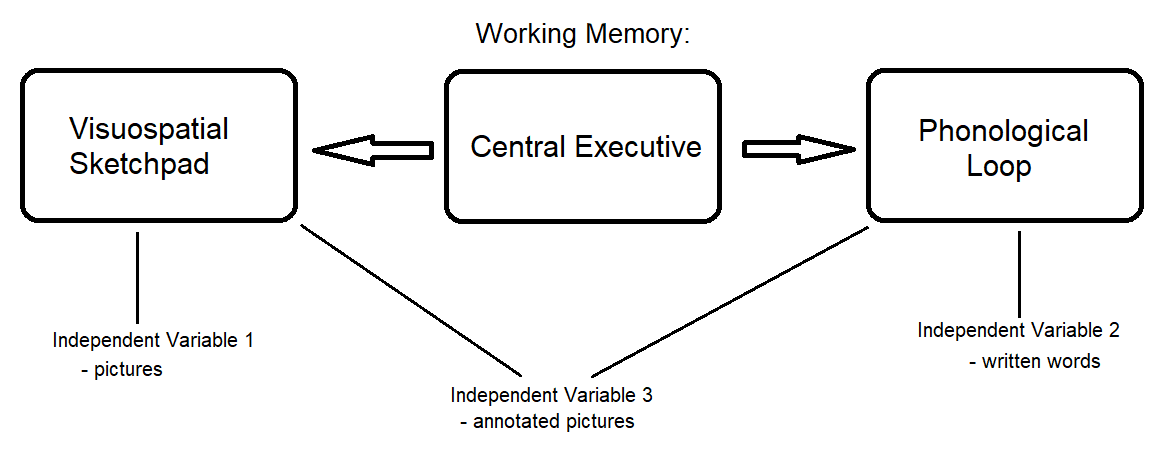 Working Memory:
Visuospatial
Sketchpad
Central Executive
Phonological
Loop
Independent Variable 1
- pictures
Independent Variable 2
- written words
Independent Variable 3
- annotated pictures